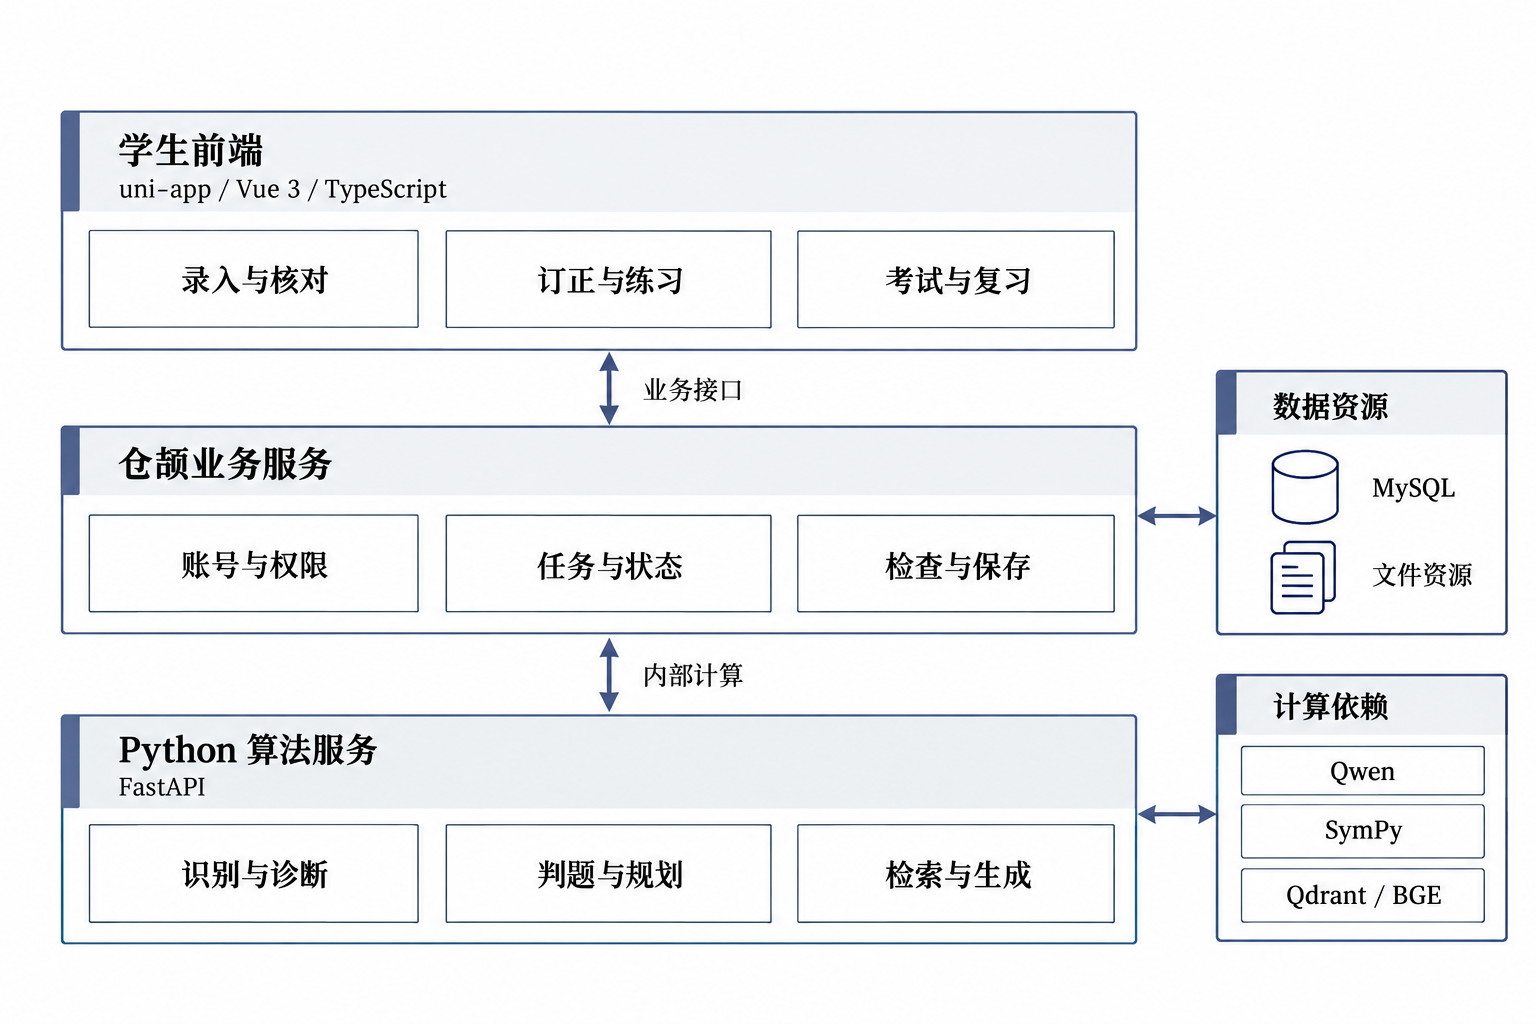 学生前端
uni-app / Vue 3 / TypeScript
录入与核对
订正与练习
考试与复习
业务接口
仓颉业务服务
账号与权限
任务与状态
检查与保存
数据资源
MySQL
文件资源
内部计算
Python 算法服务
FastAPI
识别与诊断
判题与规划
检索与生成
计算依赖
Qwen
SymPy
Qdrant / BGE